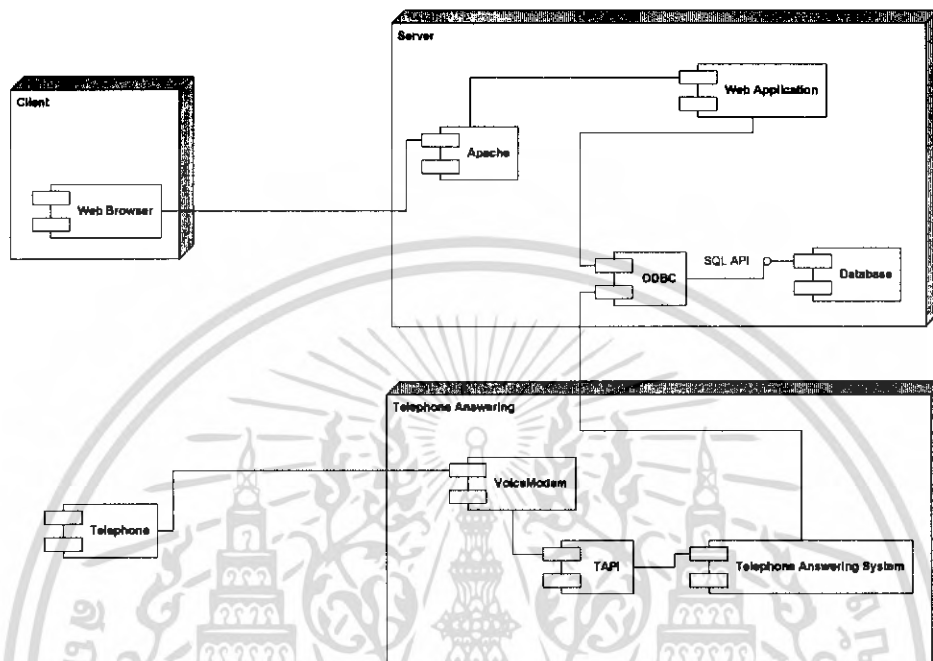 Server
Client
Web Application
Apache
Web Browser
SQL API
ODBC
Database
Telephone Answering
VoiceModem
Telephone
TAPI
Telephone Answering System